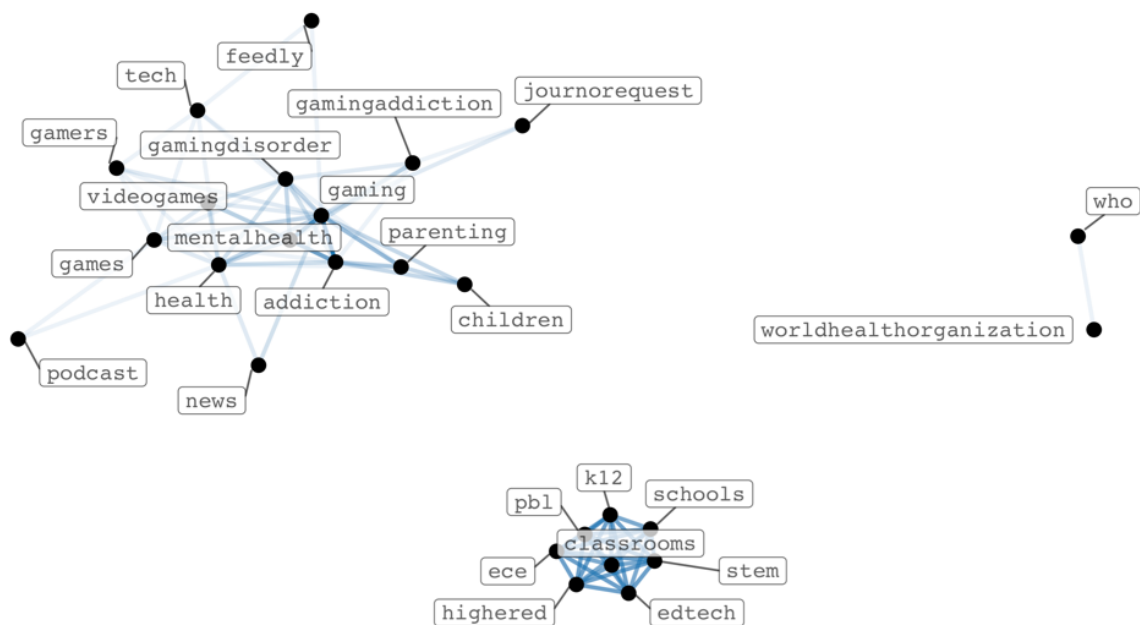 feedly
tech
gamingaddiction
journorequest
gamers
gamingdisorder
videogames
gaming
who
mentalhealth
parenting
games
health
addiction
children
worldhealthorganization
podcast
news
k12
pbl
schools
classrooms
ece
stem
highered
edtech